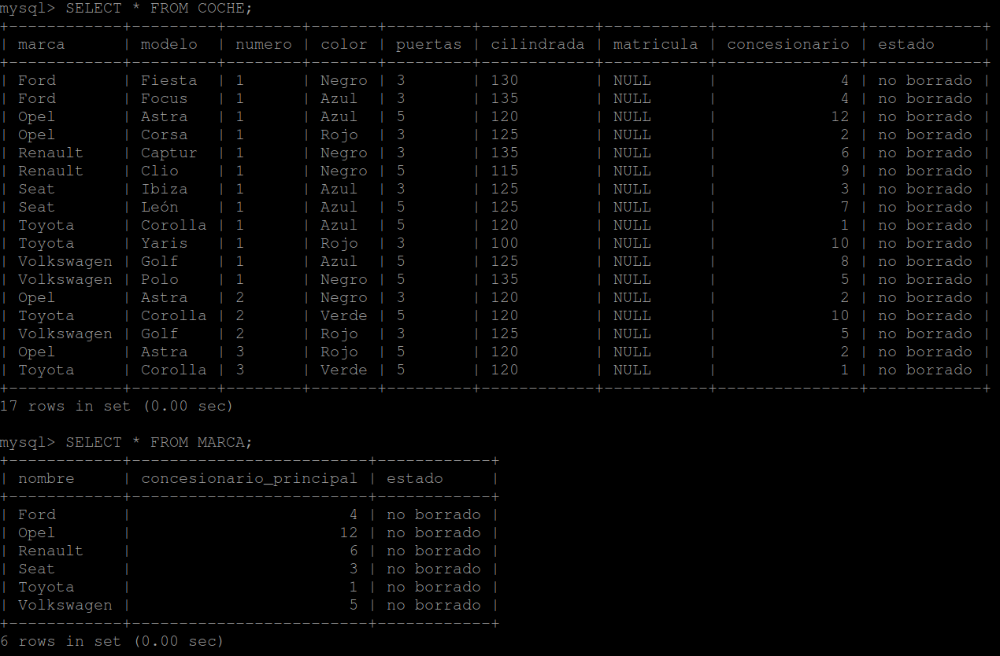 mysql> SELECT * FROM COCHE;
+------------+---------+--------+-------+---------+------------+-----------+---------------+------------+
| marca      | modelo  | numero | color | puertas | cilindrada | matricula | concesionario | estado     |
+------------+---------+--------+-------+---------+------------+-----------+---------------+------------+
| Ford       | Fiesta  | 1      | Negro | 3       | 130        | NULL      |             4 | no borrado |
| Ford       | Focus   | 1      | Azul  | 3       | 135        | NULL      |             4 | no borrado |
| Opel       | Astra   | 1      | Azul  | 5       | 120        | NULL      |            12 | no borrado |
| Opel       | Corsa   | 1      | Rojo  | 3       | 125        | NULL      |             2 | no borrado |
| Renault    | Captur  | 1      | Negro | 3       | 135        | NULL      |             6 | no borrado |
| Renault    | Clio    | 1      | Negro | 5       | 115        | NULL      |             9 | no borrado |
| Seat       | Ibiza   | 1      | Azul  | 3       | 125        | NULL      |             3 | no borrado |
| Seat       | León    | 1      | Azul  | 5       | 125        | NULL      |             7 | no borrado |
| Toyota     | Corolla | 1      | Azul  | 5       | 120        | NULL      |             1 | no borrado |
| Toyota     | Yaris   | 1      | Rojo  | 3       | 100        | NULL      |            10 | no borrado |
| Volkswagen | Golf    | 1      | Azul  | 5       | 125        | NULL      |             8 | no borrado |
| Volkswagen | Polo    | 1      | Negro | 5       | 135        | NULL      |             5 | no borrado |
| Opel       | Astra   | 2      | Negro | 3       | 120        | NULL      |             2 | no borrado |
| Toyota     | Corolla | 2      | Verde | 5       | 120        | NULL      |            10 | no borrado |
| Volkswagen | Golf    | 2      | Rojo  | 3       | 125        | NULL      |             5 | no borrado |
| Opel       | Astra   | 3      | Rojo  | 5       | 120        | NULL      |             2 | no borrado |
| Toyota     | Corolla | 3      | Verde | 5       | 120        | NULL      |             1 | no borrado |
+------------+---------+--------+-------+---------+------------+-----------+---------------+------------+
17 rows in set (0.00 sec)

mysql> SELECT * FROM MARCA;
+------------+-------------------------+------------+
| nombre     | concesionario_principal | estado     |
+------------+-------------------------+------------+
| Ford       |                       4 | no borrado |
| Opel       |                      12 | no borrado |
| Renault    |                       6 | no borrado |
| Seat       |                       3 | no borrado |
| Toyota     |                       1 | no borrado |
| Volkswagen |                       5 | no borrado |
+------------+-------------------------+------------+
6 rows in set (0.00 sec)